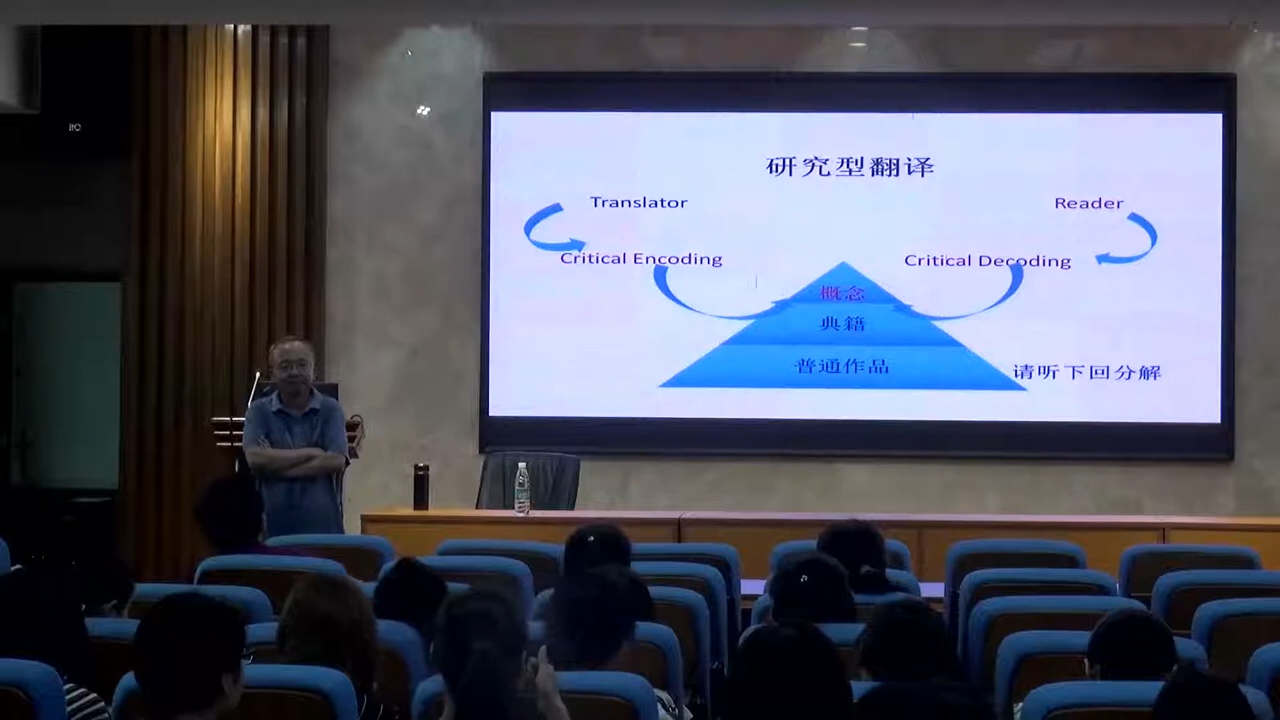 研究型翻译
Translator
Reader
Critical Encoding
Critical Decoding
概念
典籍
普通作品
请听下回分解